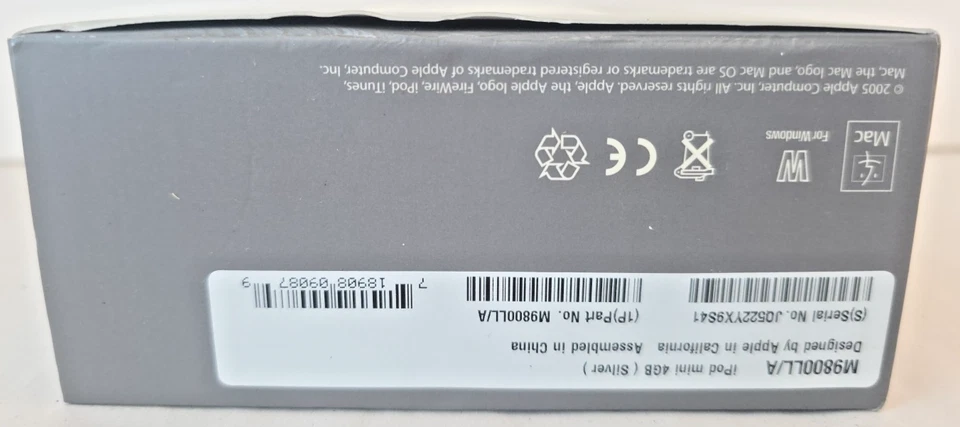 M9800LL/A iPod mini 4GB ( Silver )
Designed by Apple in California Assembled in China
(S)Serial No. JQ522YX9S41 (1P)Part No. M9800LL/A
7 18908 09087 9
Mac
For Windows
© 2005 Apple Computer, Inc. All rights reserved. Apple, the Apple logo, FireWire, iPod, iTunes,
Mac, the Mac logo, and Mac OS are trademarks or registered trademarks of Apple Computer, Inc.